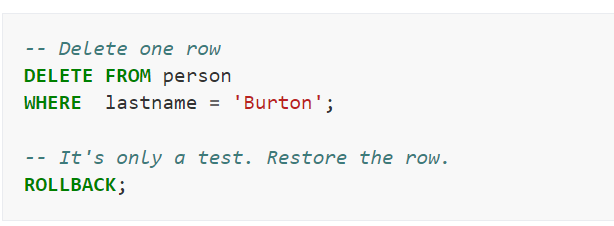 -- Delete one row
DELETE FROM person
WHERE  lastname = 'Burton';
-- It's only a test. Restore the row.
ROLLBACK;